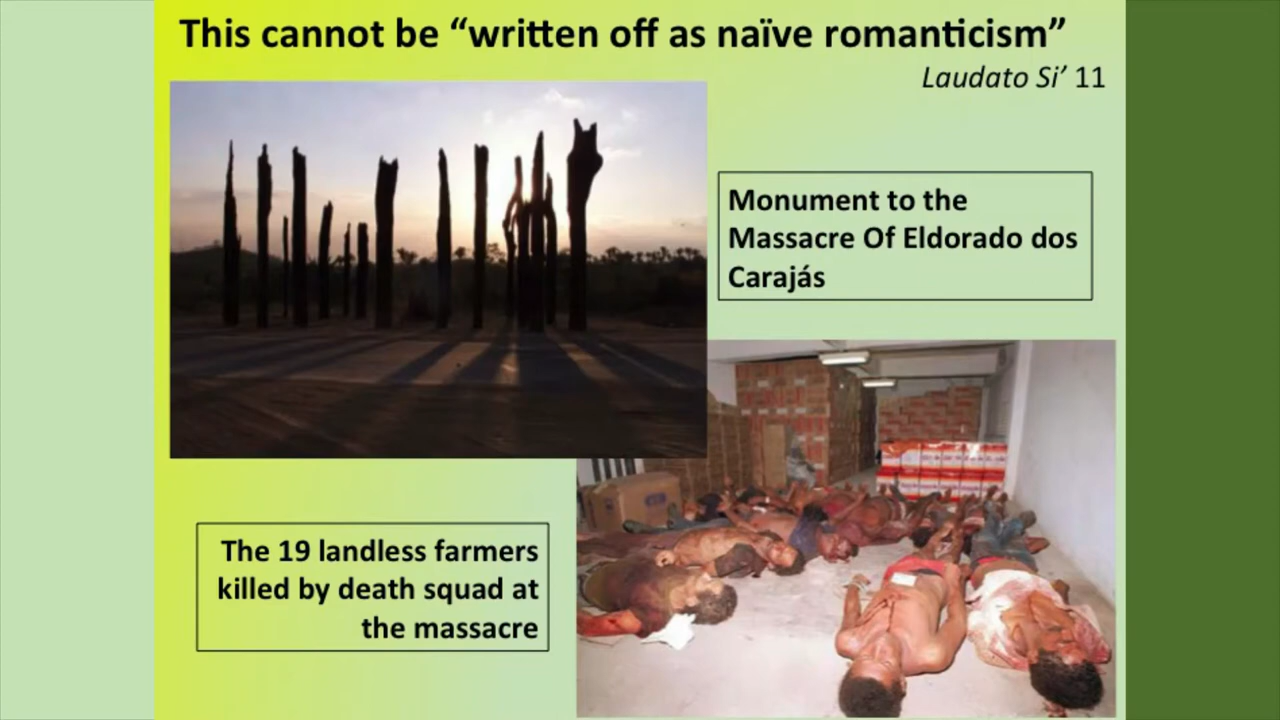 This cannot be “written off as naïve romanticism”
Laudato Si’ 11
Monument to the
Massacre Of Eldorado dos
Carajás
The 19 landless farmers
killed by death squad at
the massacre